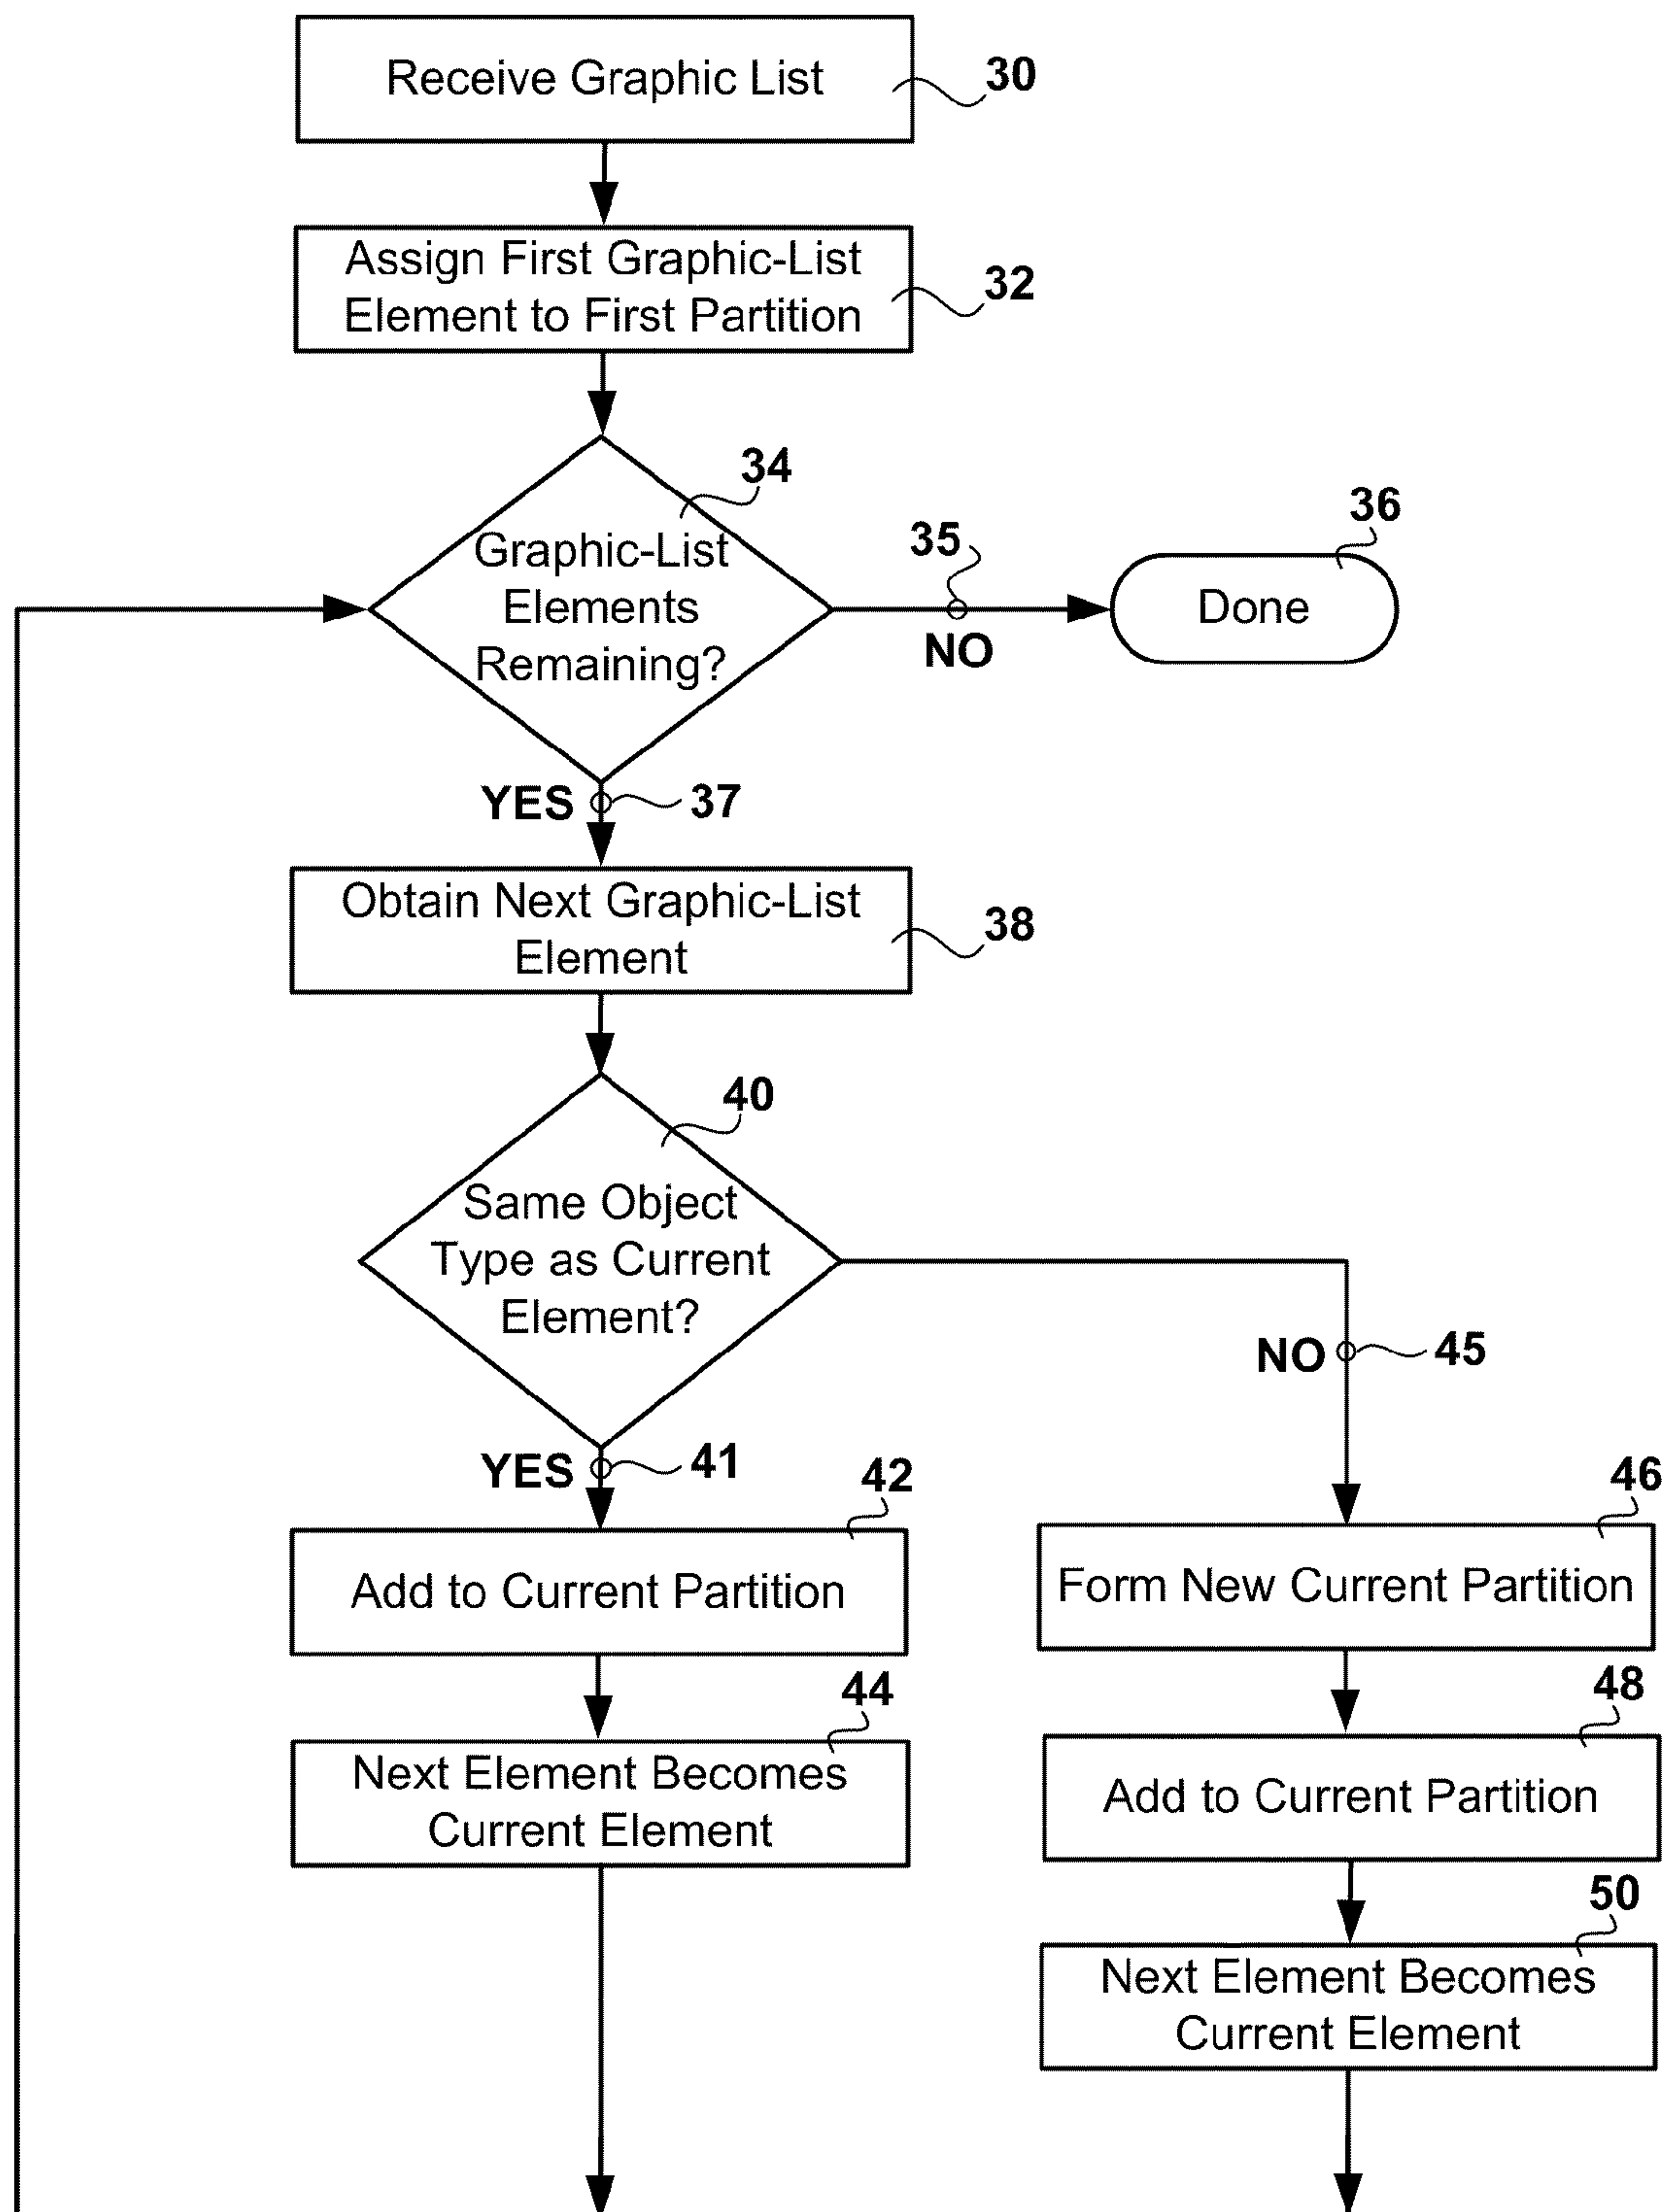 Receive Graphic List
30
Assign First Graphic-List
Element to First Partition
32
34
Graphic-List
Elements
Remaining?
35
NO
36
Done
YES
37
Obtain Next Graphic-List
Element
38
40
Same Object
Type as Current
Element?
NO
45
YES
41
42
Add to Current Partition
46
Form New Current Partition
44
Next Element Becomes
Current Element
48
Add to Current Partition
50
Next Element Becomes
Current Element